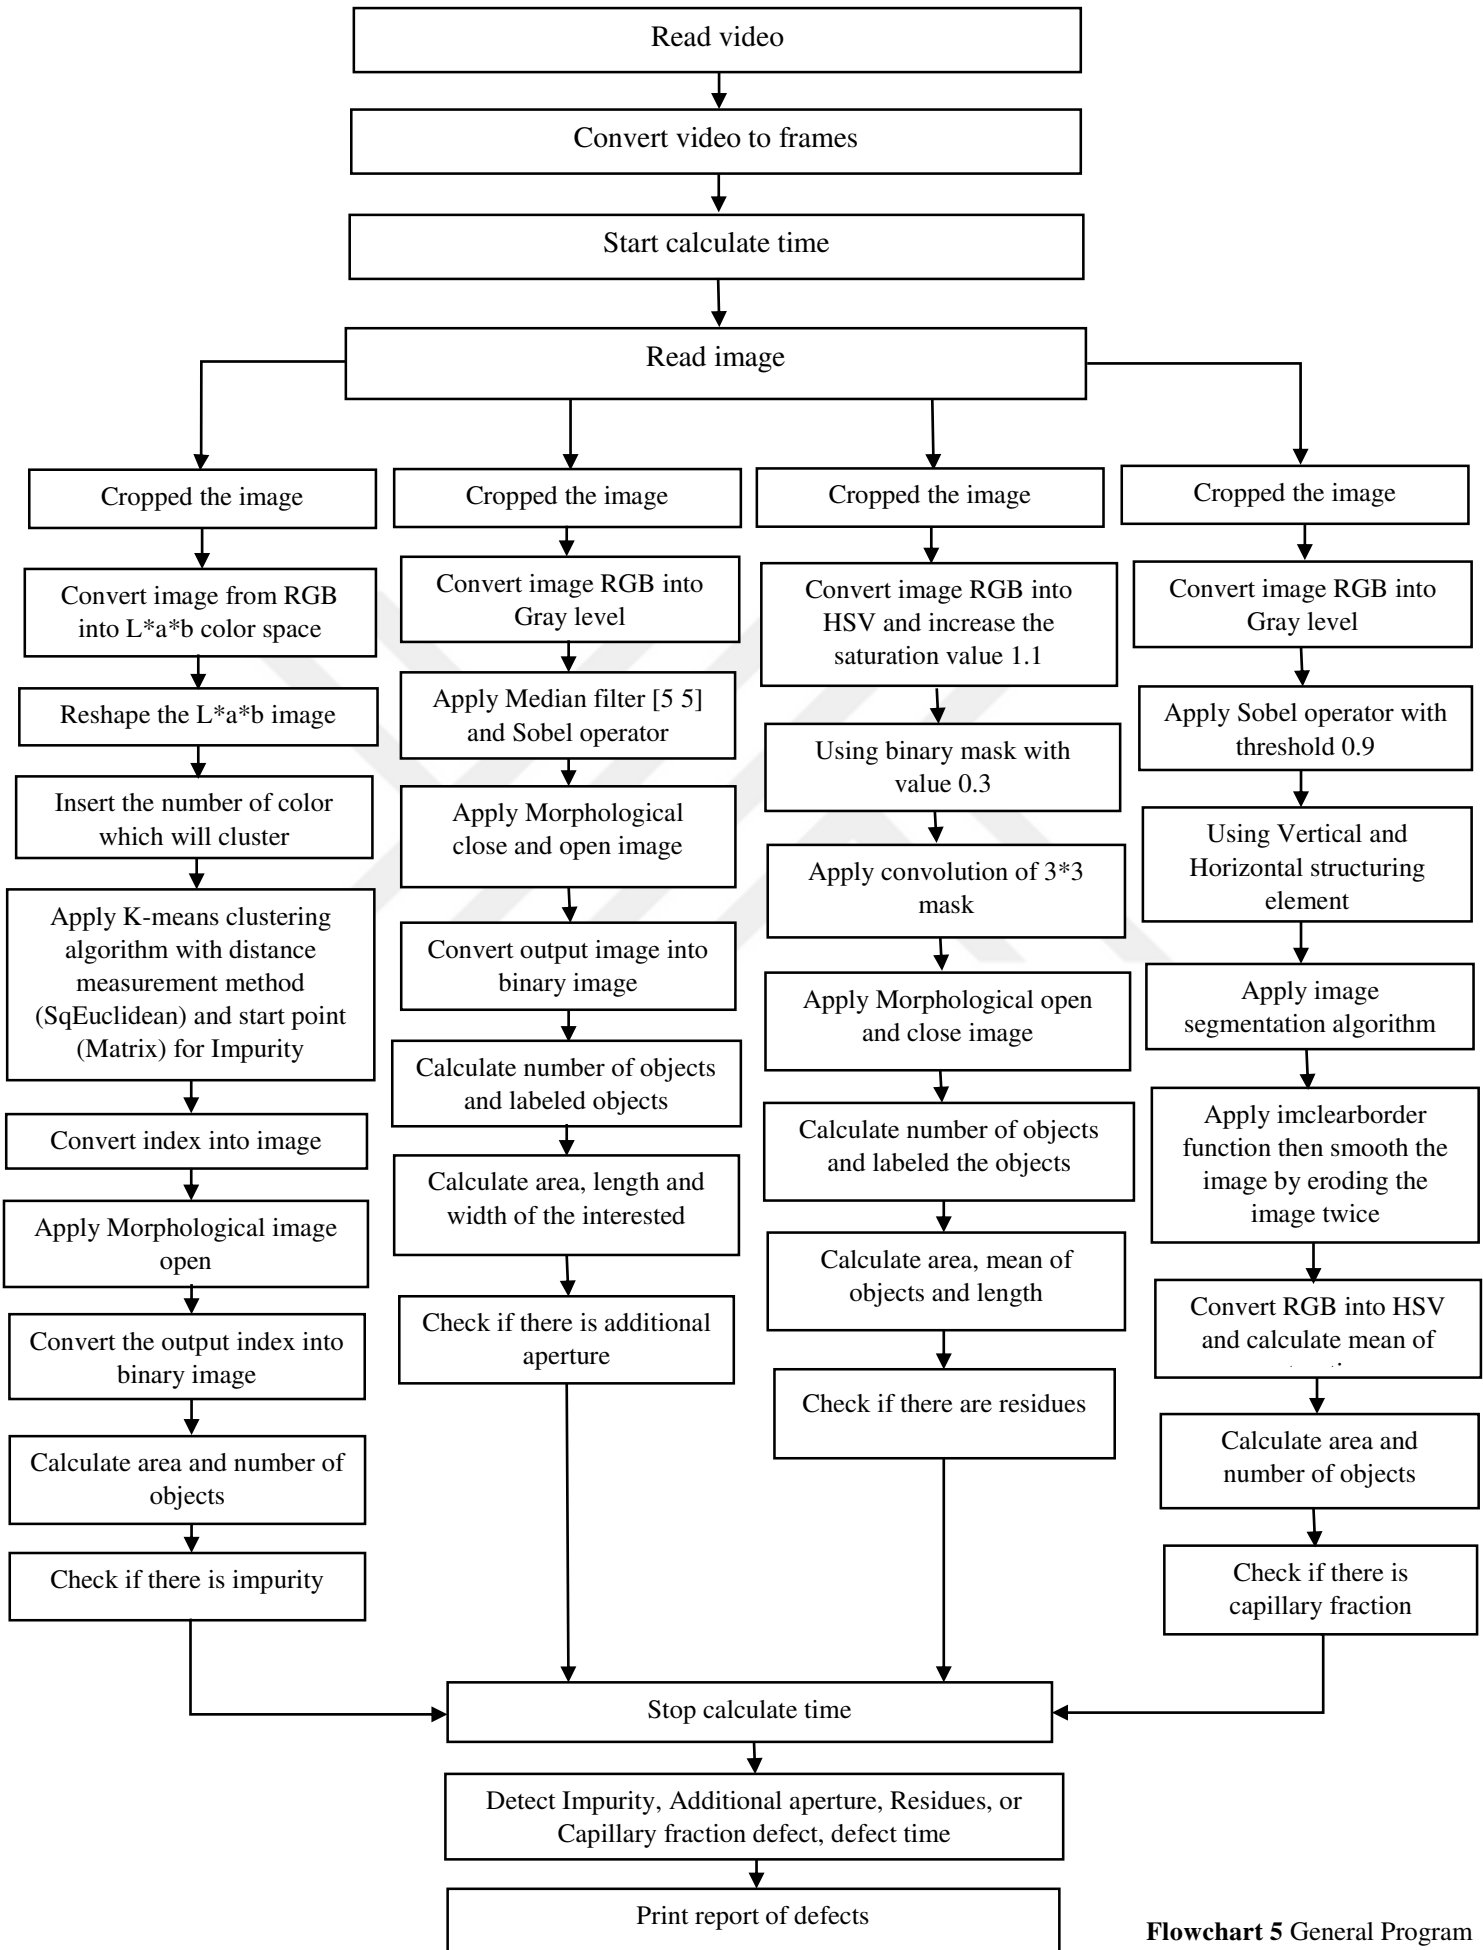 Read video
Convert video to frames
Start calculate time
Read image
Cropped the image
Convert image from RGB
into L*a*b color space
Reshape the L*a*b image
Insert the number of color
which will cluster
Apply K-means clustering
algorithm with distance
measurement method
(SqEuclidean) and start point
(Matrix) for Impurity
Convert index into image
Apply Morphological image
open
Convert the output index into
binary image
Calculate area and number of
objects
Check if there is impurity
Cropped the image
Convert image RGB into
Gray level
Apply Median filter [5 5]
and Sobel operator
Apply Morphological
close and open image
Convert output image into
binary image
Calculate number of objects
and labeled objects
Calculate area, length and
width of the interested
Check if there is additional
aperture
Cropped the image
Convert image RGB into
HSV and increase the
saturation value 1.1
Using binary mask with
value 0.3
Apply convolution of 3*3
mask
Apply Morphological open
and close image
Calculate number of objects
and labeled the objects
Calculate area, mean of
objects and length
Check if there are residues
Cropped the image
Convert image RGB into
Gray level
Apply Sobel operator with
threshold 0.9
Using Vertical and
Horizontal structuring
element
Apply image
segmentation algorithm
Apply imclearborder
function then smooth the
image by eroding the
image twice
Convert RGB into HSV
and calculate mean of
Calculate area and
number of objects
Check if there is
capillary fraction
Stop calculate time
Detect Impurity, Additional aperture, Residues, or
Capillary fraction defect, defect time
Print report of defects
Flowchart 5 General Program